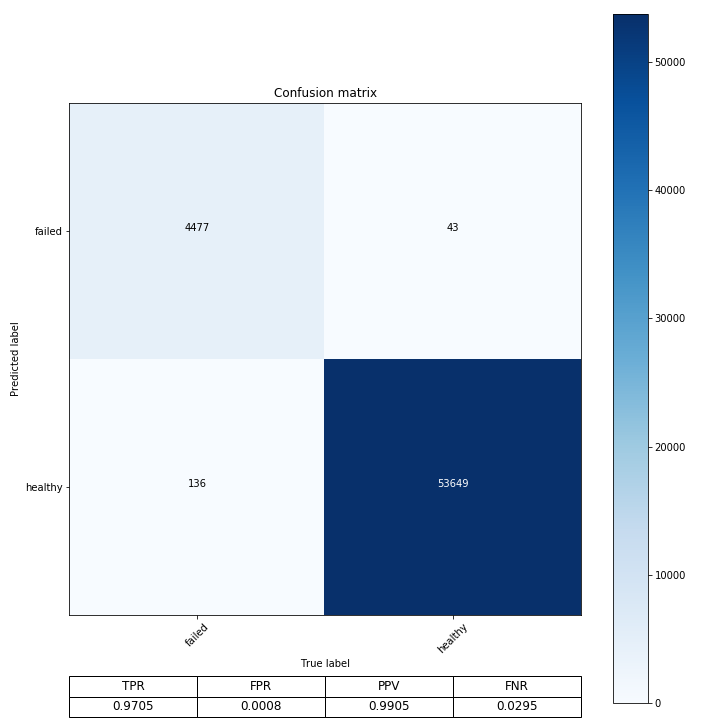 Confusion matrix
50000
40000
30000
20000
10000
0
failed
4477
43
Predicted label
healthy
136
53649
failed
healthy
True label
TPR FPR PPV FNR
0.9705 0.0008 0.9905 0.0295